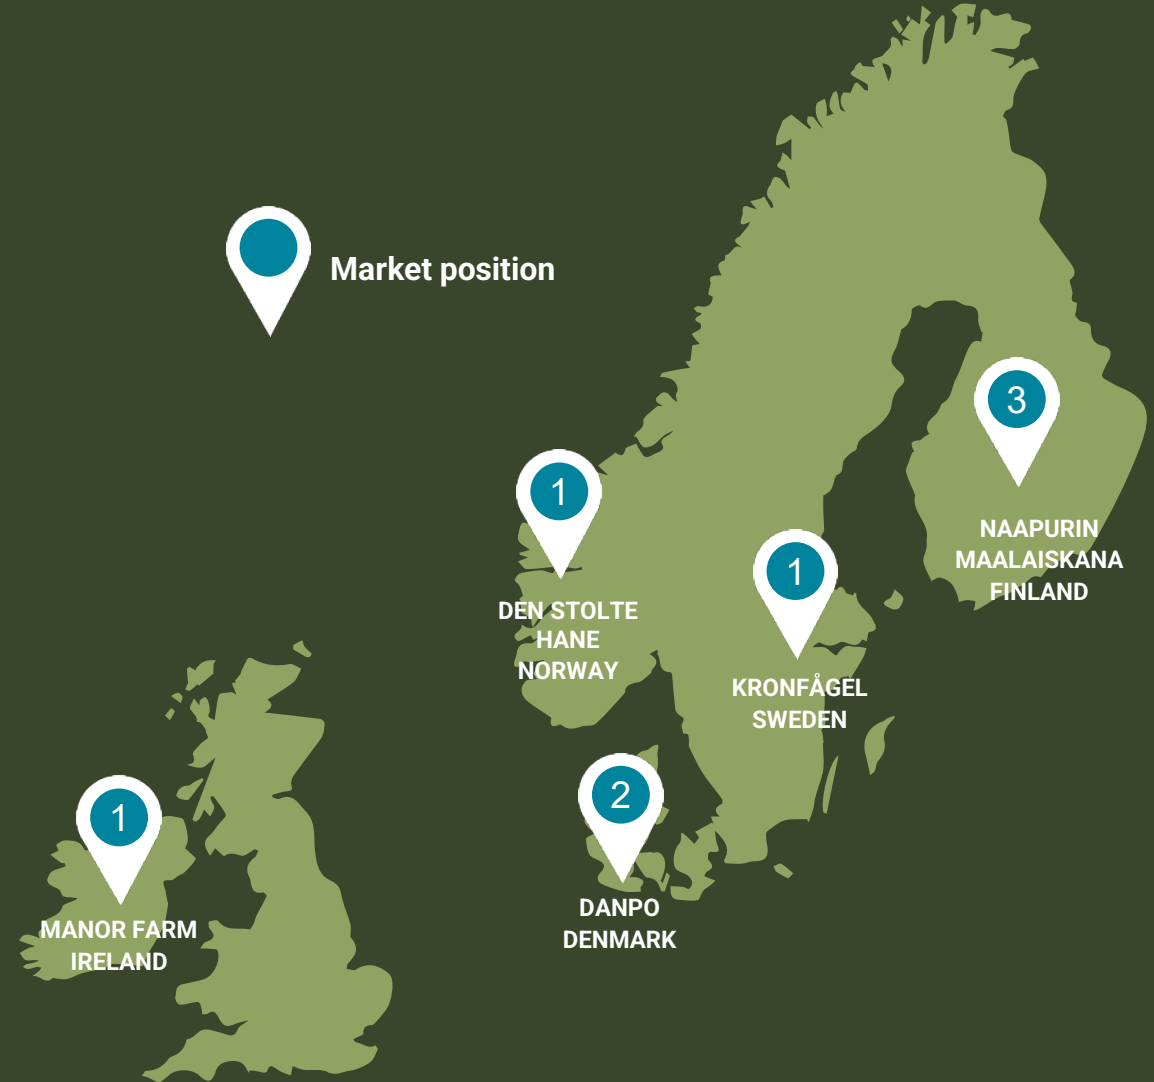 Market position
3
NAAPURIN
MAALAISKANA
FINLAND
1
DEN STOLTE
HANE
NORWAY
1
KRONFÅGEL
SWEDEN
2
DANPO
DENMARK
1
MANOR FARM
IRELAND